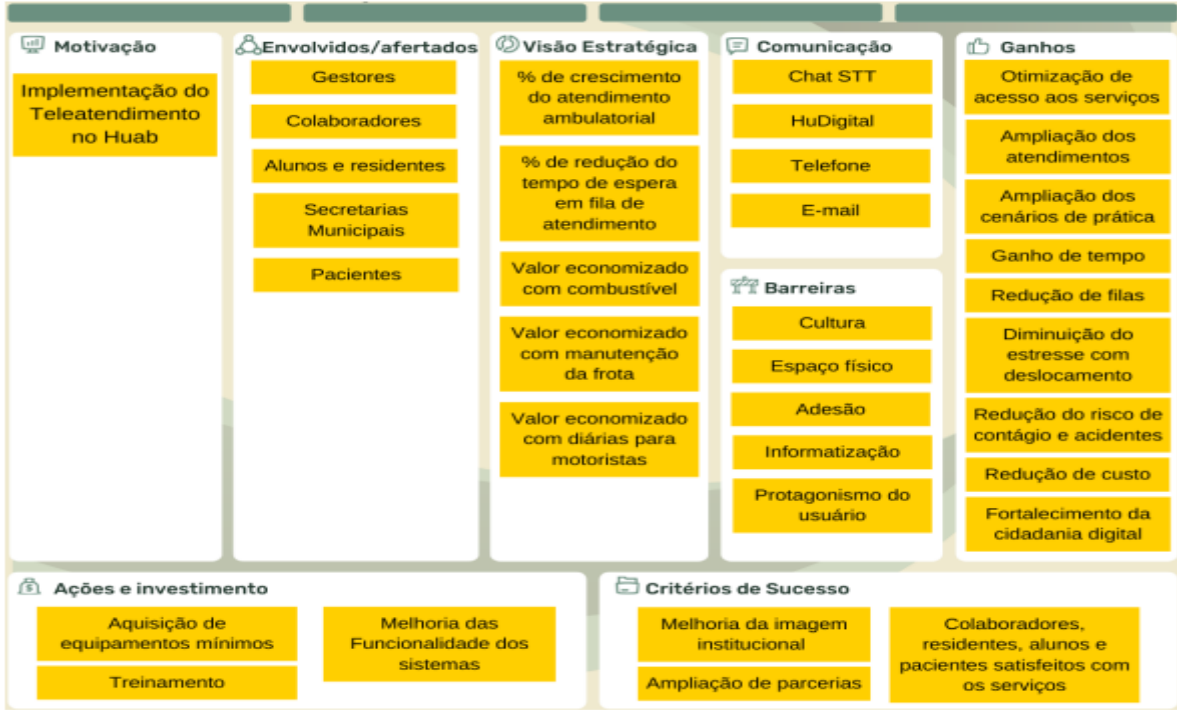 Motivação
Implementação do
Teleatendimento
no Huab
Envolvidos/afertados
Gestores
Colaboradores
Alunos e residentes
Secretarias
Municipais
Pacientes
Visão Estratégica
% de crescimento
do atendimento
ambulatorial
% de redução do
tempo de espera
em fila de
atendimento
Valor economizado
com combustível
Valor economizado
com manutenção
da frota
Valor economizado
com diárias para
motoristas
Comunicação
Chat STT
HuDigital
Telefone
E-mail
Barreiras
Cultura
Espaço físico
Adesão
Informatização
Protagonismo do
usuário
Ganhos
Otimização de
acesso aos serviços
Ampliação dos
atendimentos
Ampliação dos
cenários de prática
Ganho de tempo
Redução de filas
Diminuição do
estresse com
deslocamento
Redução do risco de
contágio e acidentes
Redução de custo
Fortalecimento da
cidadania digital
Ações e investimento
Aquisição de
equipamentos mínimos
Treinamento
Melhoria das
Funcionalidade dos
sistemas
Critérios de Sucesso
Melhoria da imagem
institucional
Ampliação de parcerias
Colaboradores,
residentes, alunos e
pacientes satisfeitos com
os serviços